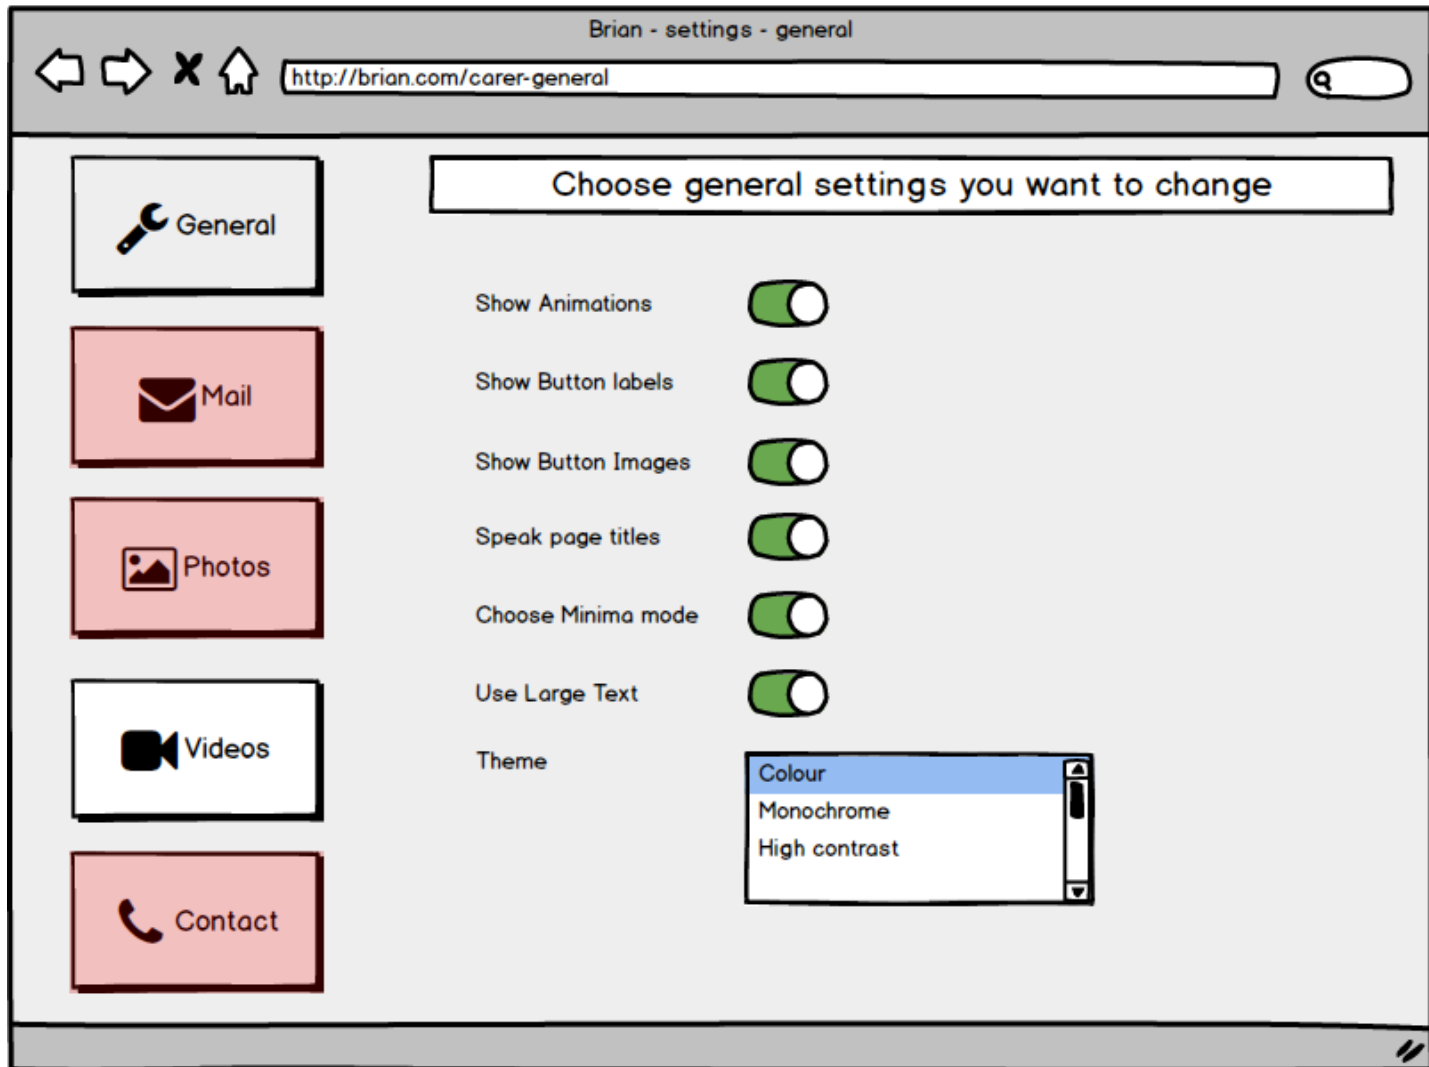 Brian - settings - general
http://brian.com/carer-general
Choose general settings you want to change
General
Mail
Photos
Videos
Contact
Show Animations
Show Button labels
Show Button Images
Speak page titles
Choose Minima mode
Use Large Text
Theme
Colour
Monochrome
High contrast